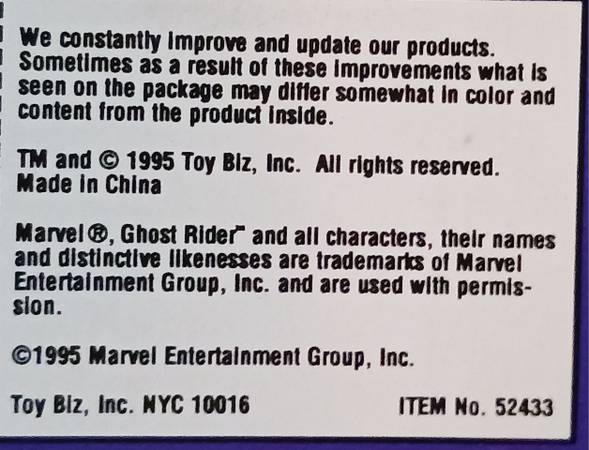 We constantly improve and update our products.
Sometimes as a result of these improvements what is
seen on the package may differ somewhat in color and
content from the product inside.
TM and © 1995 Toy Biz, Inc. All rights reserved.
Made in China
Marvel®, Ghost Rider™ and all characters, their names
and distinctive likenesses are trademarks of Marvel
Entertainment Group, Inc. and are used with permis-
sion.
©1995 Marvel Entertainment Group, Inc.
Toy Biz, Inc. NYC 10016 ITEM No. 52433